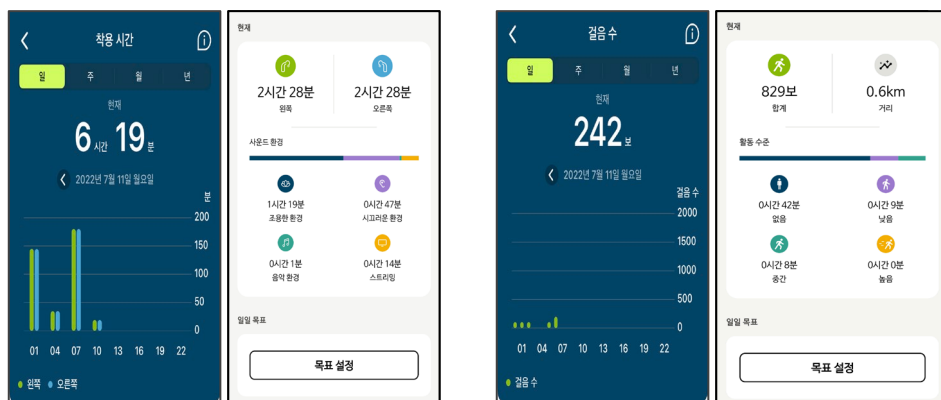 착용 시간
일 주 월 년
현재
6 시간 19 분
2022년 7월 11일 월요일
분
200
150
100
50
0
01 04 07 10 13 16 19 22
왼쪽 오른쪽
현재
2시간 28분 2시간 28분
왼쪽 오른쪽
사운드 환경
1시간 19분 0시간 47분
조용한 환경 시끄러운 환경
0시간 1분 0시간 14분
음악 환경 스트리밍
일일 목표
목표 설정
걸음 수
일 주 월 년
현재
242 보
2022년 7월 11일 월요일
걸음 수
2000
1500
1000
500
0
01 04 07 10 13 16 19 22
걸음 수
현재
829보 0.6km
합계 거리
활동 수준
0시간 42분 0시간 9분
없음 낮음
0시간 8분 0시간 0분
중간 높음
일일 목표
목표 설정